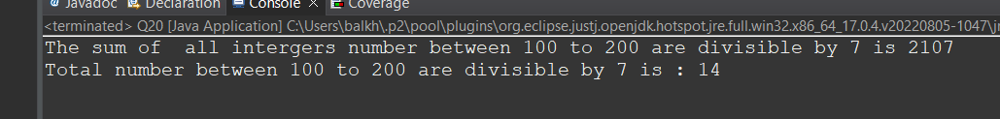 @ Javadoc Declaration Console × Coverage
<terminated> Q20 [Java Application] C:\Users\balkh\.p2\pool\plugins\org.eclipse.justj.openjdk.hotspot.jre.full.win32.x86_64_17.0.4.v20220805-1047\jr
The sum of  all intergers number between 100 to 200 are divisible by 7 is 2107
Total number between 100 to 200 are divisible by 7 is : 14